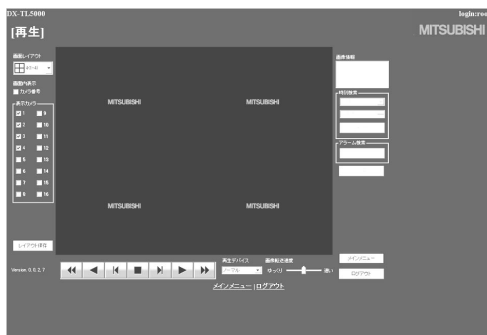 DX-TL5000
login:roo
[再生]
MITSUBISHI
画面レイアウト
画面内表示
カメラ番号
表示カメラ
1 9
2 10
3 11
4 12
5 13
6 14
7 15
8 16
MITSUBISHI MITSUBISHI
MITSUBISHI MITSUBISHI
画像情報
時刻検索
アラーム検索
レイアウト保存
Version. 0, 0, 2, 7
再生デバイス
ノーマル
画像転送速度
ゆっくり 速い
メインメニュー
ログアウト
メインメニュー | ログアウト